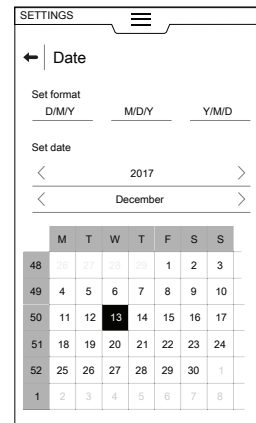 SETTINGS
Date
Set format
D/M/Y M/D/Y Y/M/D
Set date
2017
December
M T W T F S S
48 26 27 28 29 1 2 3
49 4 5 6 7 8 9 10
50 11 12 13 14 15 16 17
51 18 19 20 21 22 23 24
52 25 26 27 28 29 30 1
1 2 3 4 5 6 7 8